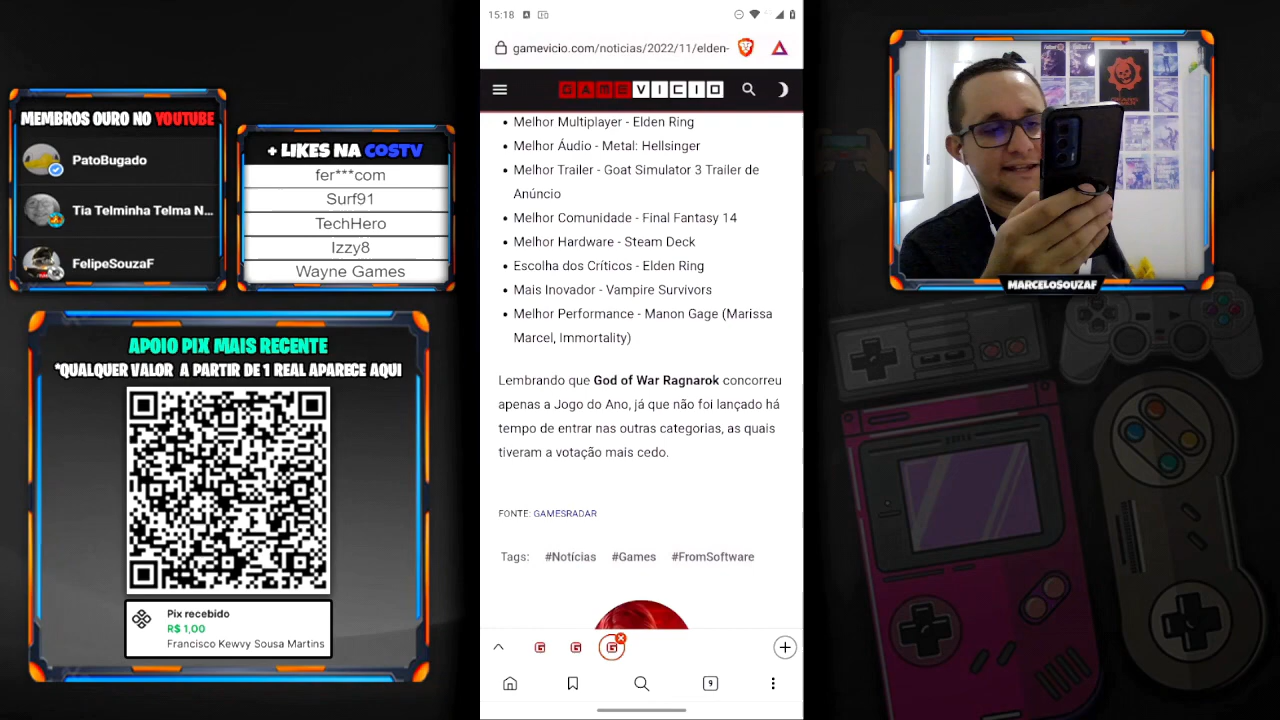 MEMBROS OURO NO YOUTUBE
PatoBugado
Tia Telminha Telma N...
FelipeSouzaF
+ LIKES NA COSTV
fer***com
Surf91
TechHero
Izzy8
Wayne Games
APOIO PIX MAIS RECENTE
*QUALQUER VALOR A PARTIR DE 1 REAL APARECE AQUI
Pix recebido
R$ 1,00
Francisco Kewvy Sousa Martins
15:18
gamevicio.com/noticias/2022/11/elden-
GAMEVICIO
• Melhor Multiplayer - Elden Ring
• Melhor Áudio - Metal: Hellsinger
• Melhor Trailer - Goat Simulator 3 Trailer de
Anúncio
• Melhor Comunidade - Final Fantasy 14
• Melhor Hardware - Steam Deck
• Escolha dos Críticos - Elden Ring
• Mais Inovador - Vampire Survivors
• Melhor Performance - Manon Gage (Marissa
Marcel, Immortality)
Lembrando que God of War Ragnarok concorreu
apenas a Jogo do Ano, já que não foi lançado há
tempo de entrar nas outras categorias, as quais
tiveram a votação mais cedo.
FONTE: GAMESRADAR
Tags: #Notícias #Games #FromSoftware
9
MARCELOSOUZAF